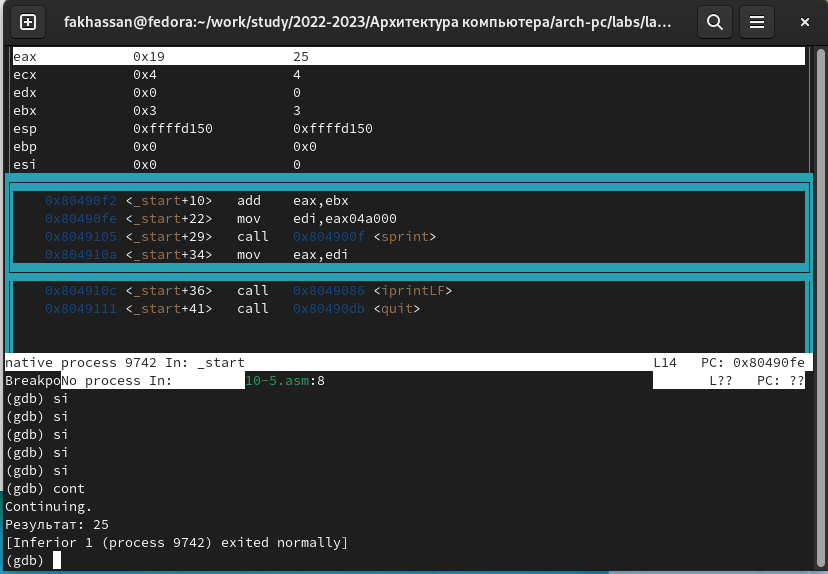 fakhassan@fedora:~/work/study/2022-2023/Архитектура компьютера/arch-pc/labs/la…
eax 0x19 25
ecx 0x4 4
edx 0x0 0
ebx 0x3 3
esp 0xffffd150 0xffffd150
ebp 0x0 0x0
esi 0x0 0
0x80490f2 <_start+10> add eax,ebx
0x80490fe <_start+22> mov edi,eax04a000
0x8049105 <_start+29> call 0x804900f <sprint>
0x804910a <_start+34> mov eax,edi
0x804910c <_start+36> call 0x8049086 <iprintLF>
0x8049111 <_start+41> call 0x80490db <quit>
native process 9742 In: _start L14 PC: 0x80490fe
BreakpoNo process In: 10-5.asm:8 L?? PC: ??
(gdb) si
(gdb) si
(gdb) si
(gdb) si
(gdb) si
(gdb) cont
Continuing.
Результат: 25
[Inferior 1 (process 9742) exited normally]
(gdb)